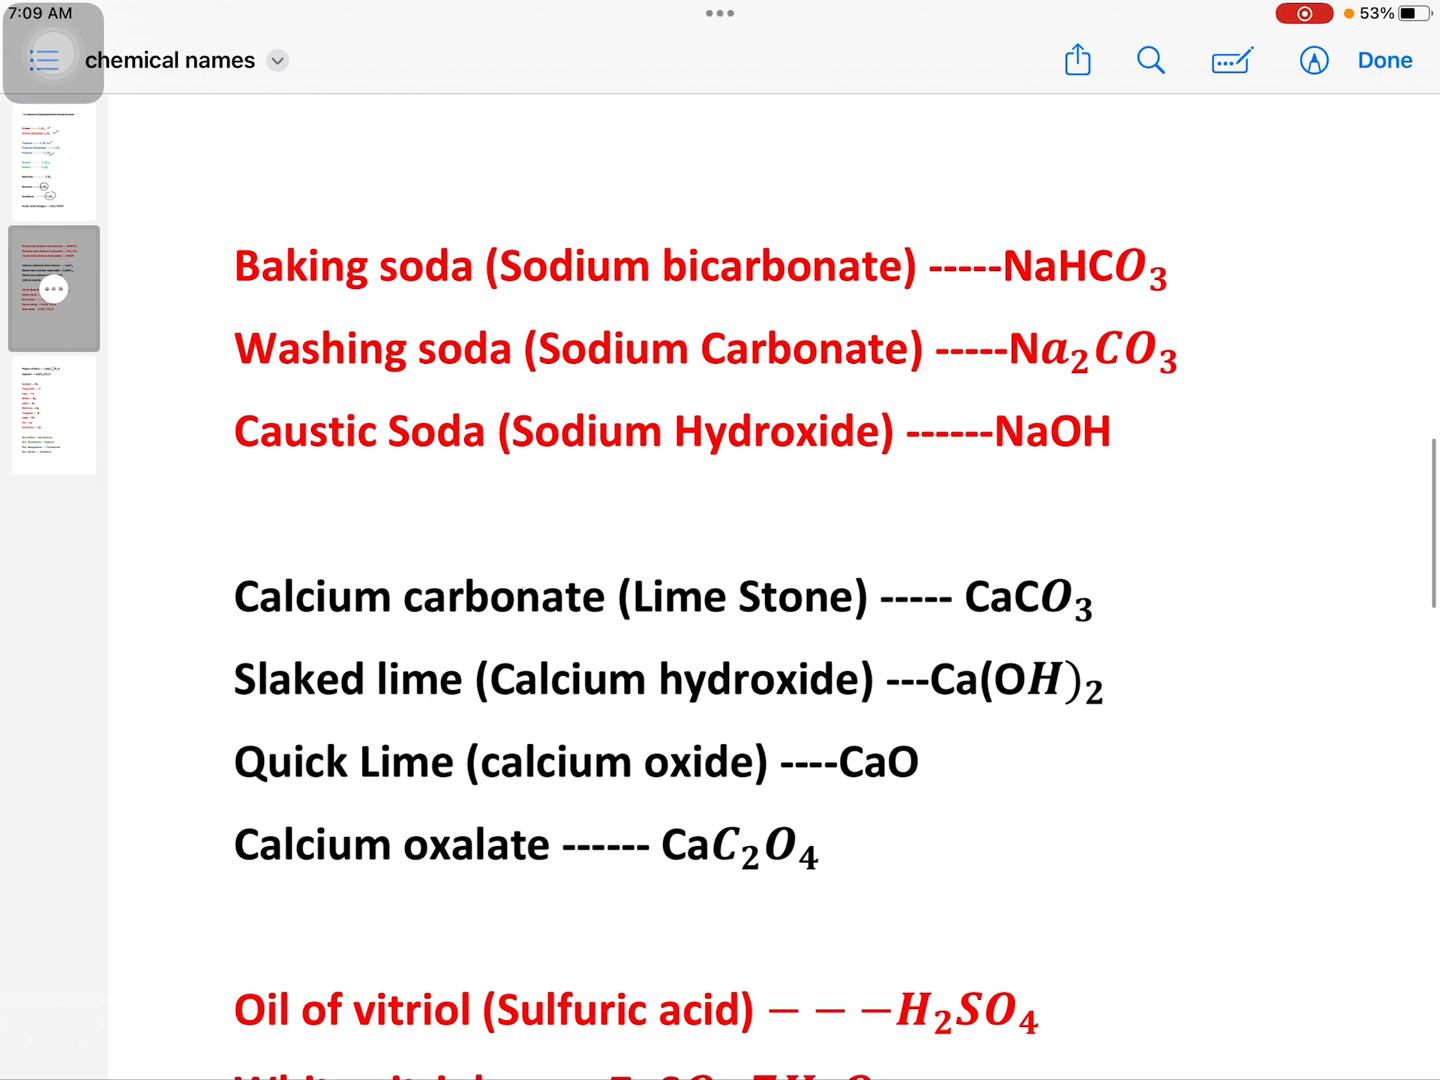 7:09 AM
53%
chemical names
Done
Baking soda (Sodium bicarbonate) -----NaHCO₃
Washing soda (Sodium Carbonate) -----Na₂CO₃
Caustic Soda (Sodium Hydroxide) ------NaOH
Calcium carbonate (Lime Stone) ----- CaCO₃
Slaked lime (Calcium hydroxide) ---Ca(OH)₂
Quick Lime (calcium oxide) ----CaO
Calcium oxalate ------ CaC₂O₄
Oil of vitriol (Sulfuric acid) − − −H₂SO₄